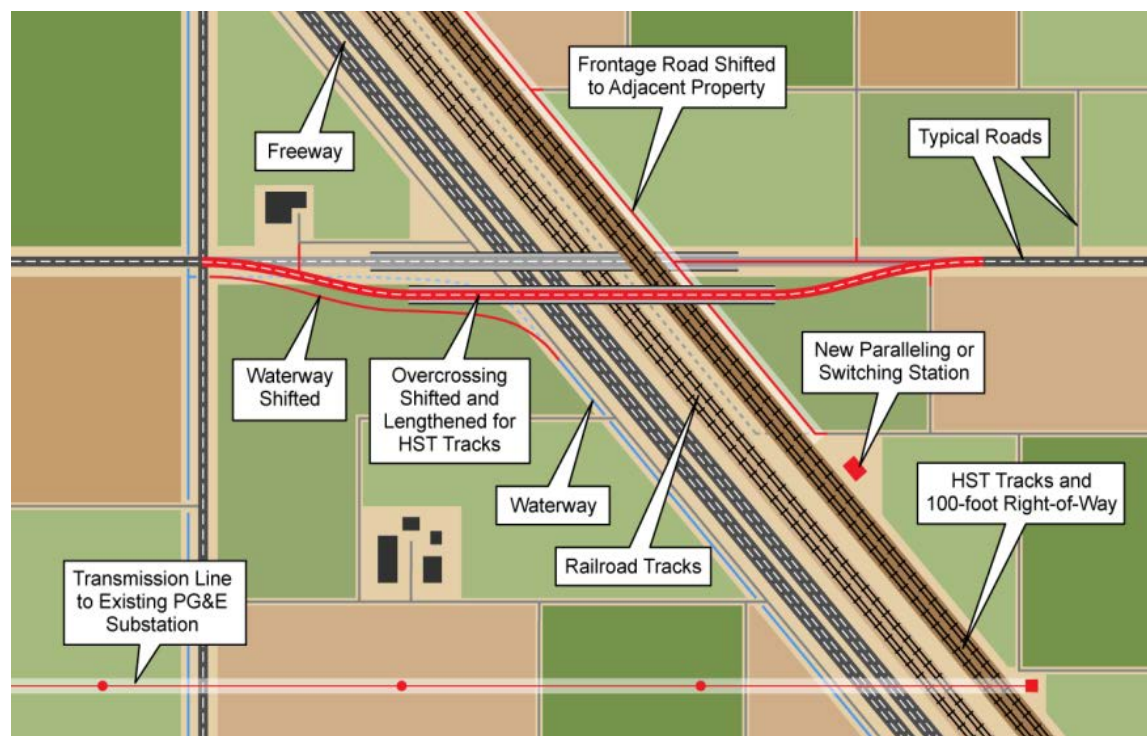 Frontage Road Shifted
to Adjacent Property
Freeway
Typical Roads
Waterway
Shifted
Overcrossing
Shifted and
Lengthened for
HST Tracks
New Paralleling or
Switching Station
Waterway
HST Tracks and
100-foot Right-of-Way
Railroad Tracks
Transmission Line
to Existing PG&E
Substation